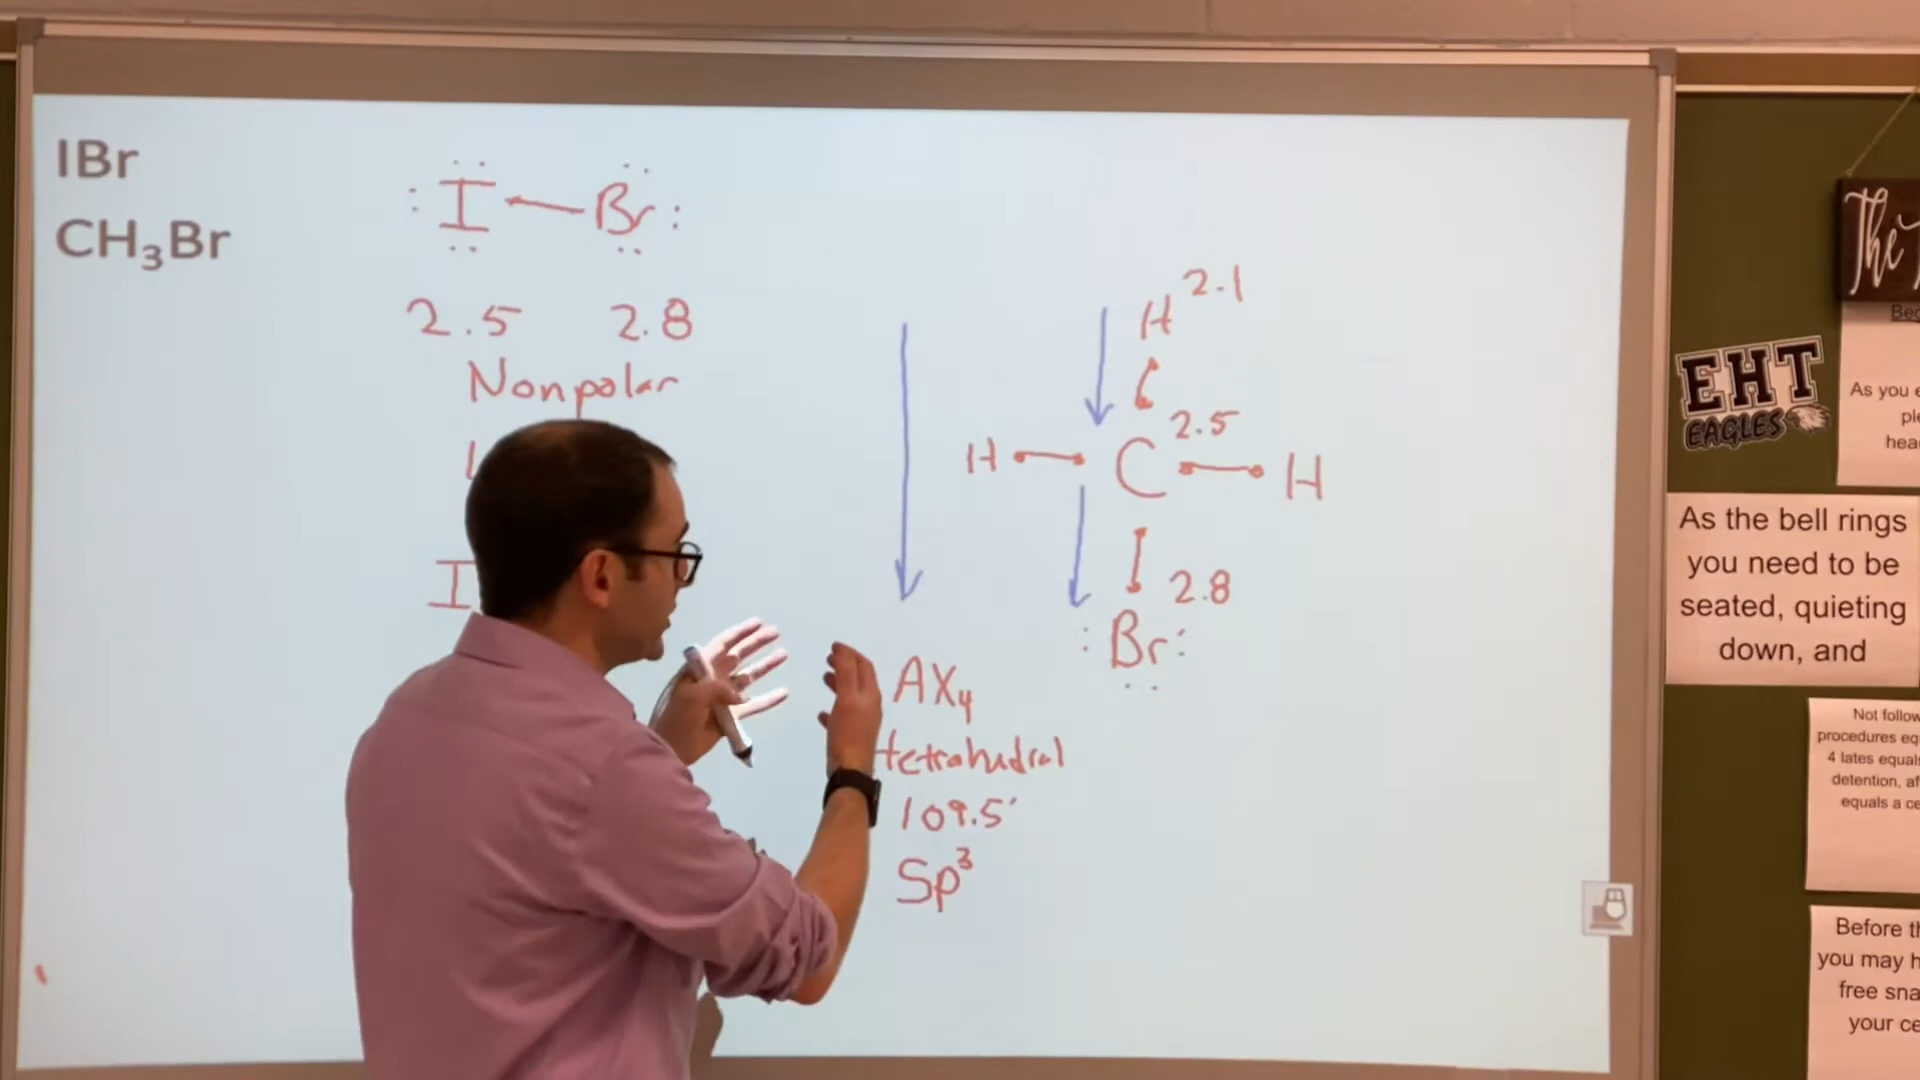 IBr
CH₃Br
: I — Br :
2.5 2.8
Nonpolar
I
H 2.1
C 2.5
H H
2.8
: Br :
AX₄
tetrahedral
109.5°
Sp³
The
EHT
EAGLES
As you
As the bell rings
you need to be
seated, quieting
down, and
Not follow
procedures eq
4 lates equal
detention, af
equals a ce
Before th
you may h
free sna
your ce